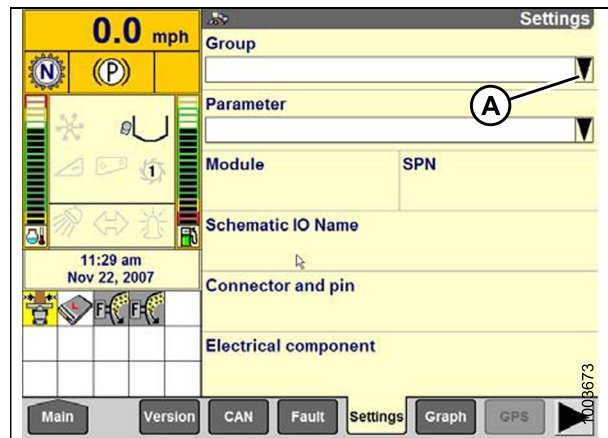 0.0 mph
Settings
N
(P)
Group
A
Parameter
Module
SPN
1
Schematic IO Name
11:29 am
Nov 22, 2007
Connector and pin
L
F
F
Electrical component
1003673
Main
Version
CAN
Fault
Settings
Graph
GPS